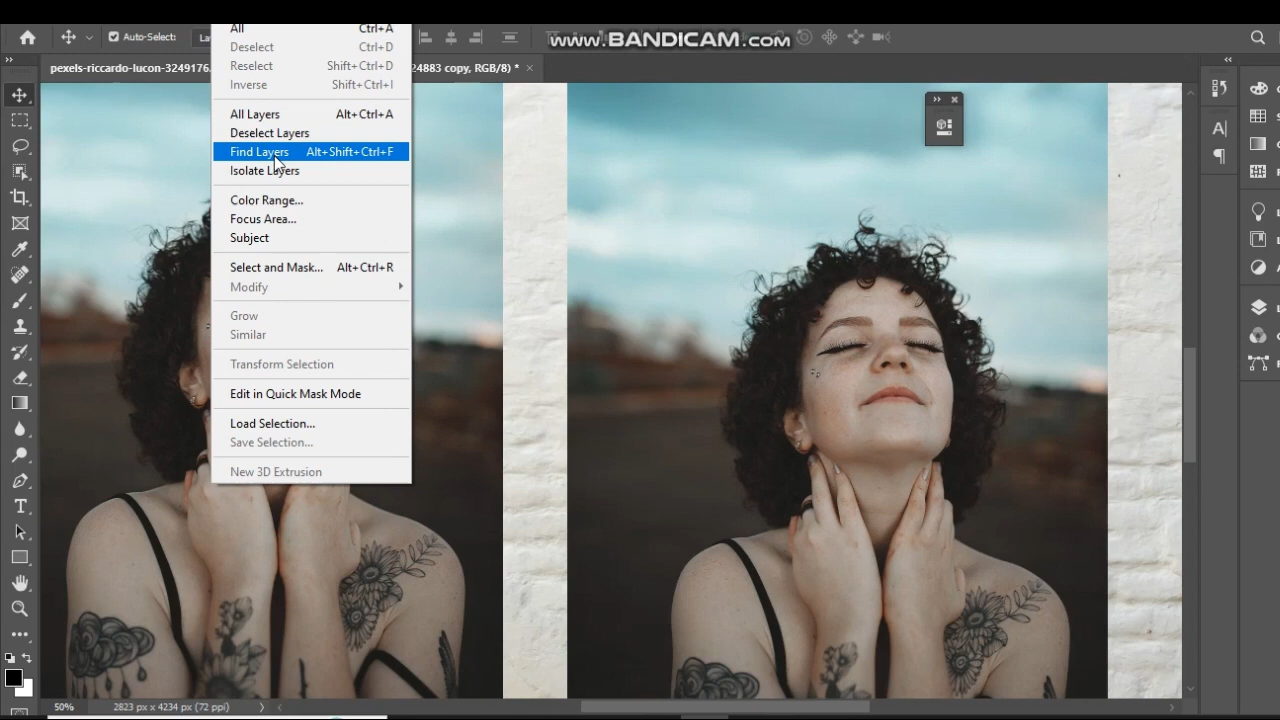 www.BANDICAM.com
Auto-Select:
pexels-riccardo-lucon-3249176.
24883 copy, RGB/8) *
All Ctrl+A
Deselect Ctrl+D
Reselect Shift+Ctrl+D
Inverse Shift+Ctrl+I
All Layers Alt+Ctrl+A
Deselect Layers
Find Layers Alt+Shift+Ctrl+F
Isolate Layers
Color Range...
Focus Area...
Subject
Select and Mask... Alt+Ctrl+R
Modify
Grow
Similar
Transform Selection
Edit in Quick Mask Mode
Load Selection...
Save Selection...
New 3D Extrusion
50% 2823 px x 4234 px (72 ppi)